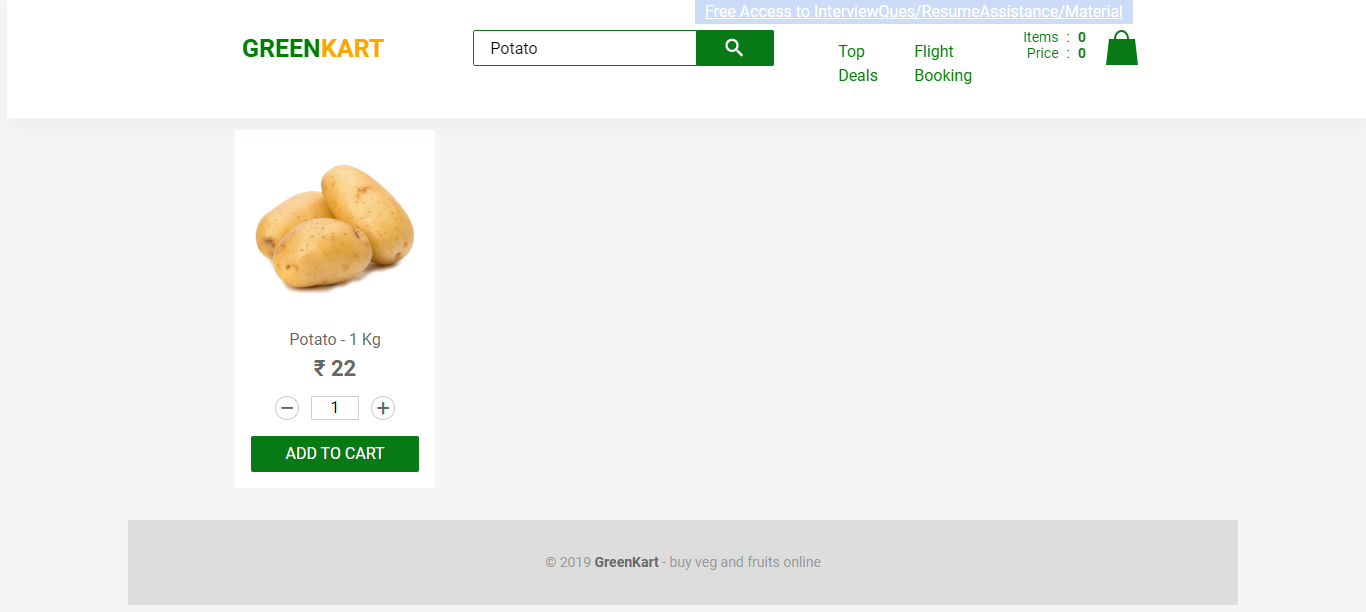 Free Access to InterviewQues/ResumeAssistance/Material
GREENKART
Potato
Top Deals
Flight Booking
Items : 0
Price : 0
Potato - 1 Kg
₹ 22
1
ADD TO CART
© 2019 GreenKart - buy veg and fruits online